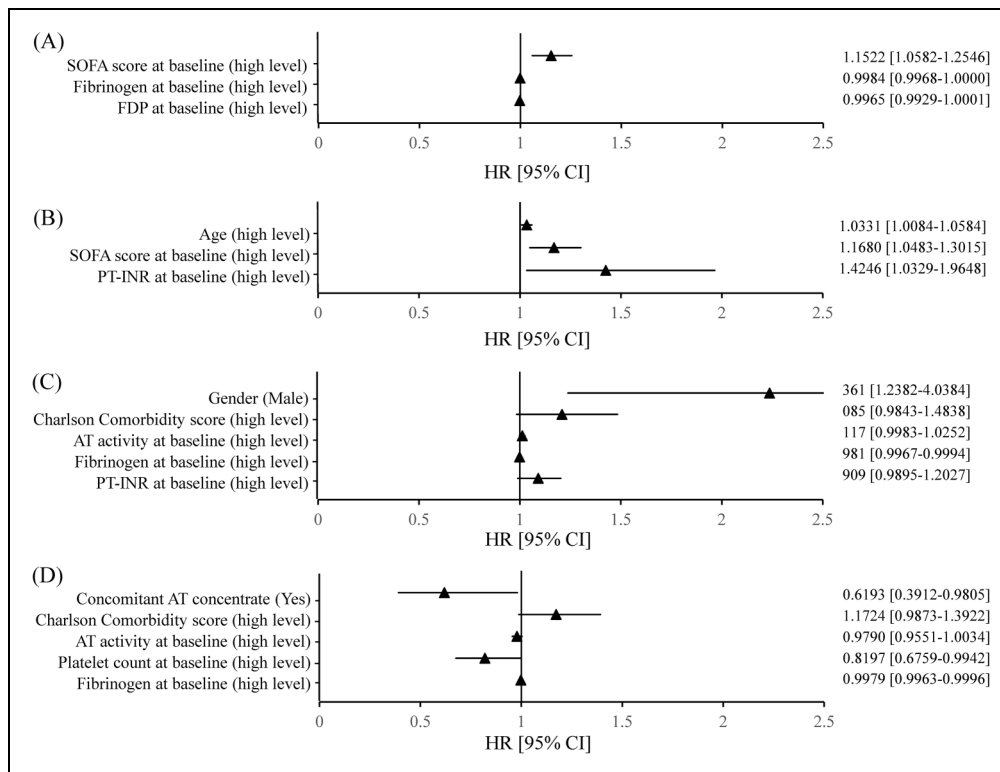 (A)
SOFA score at baseline (high level) 1.1522 [1.0582-1.2546]
Fibrinogen at baseline (high level) 0.9984 [0.9968-1.0000]
FDP at baseline (high level) 0.9965 [0.9929-1.0001]
0 0.5 1 1.5 2 2.5
HR [95% CI]
(B)
Age (high level) 1.0331 [1.0084-1.0584]
SOFA score at baseline (high level) 1.1680 [1.0483-1.3015]
PT-INR at baseline (high level) 1.4246 [1.0329-1.9648]
0 0.5 1 1.5 2 2.5
HR [95% CI]
(C)
Gender (Male) 361 [1.2382-4.0384]
Charlson Comorbidity score (high level) 085 [0.9843-1.4838]
AT activity at baseline (high level) 117 [0.9983-1.0252]
Fibrinogen at baseline (high level) 981 [0.9967-0.9994]
PT-INR at baseline (high level) 909 [0.9895-1.2027]
0 0.5 1 1.5 2 2.5
HR [95% CI]
(D)
Concomitant AT concentrate (Yes) 0.6193 [0.3912-0.9805]
Charlson Comorbidity score (high level) 1.1724 [0.9873-1.3922]
AT activity at baseline (high level) 0.9790 [0.9551-1.0034]
Platelet count at baseline (high level) 0.8197 [0.6759-0.9942]
Fibrinogen at baseline (high level) 0.9979 [0.9963-0.9996]
0 0.5 1 1.5 2 2.5
HR [95% CI]